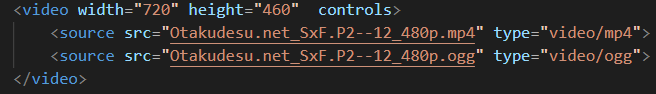 <video width="720" height="460"  controls>
<source src="Otakudesu.net_SxF.P2--12_480p.mp4" type="video/mp4">
<source src="Otakudesu.net_SxF.P2--12_480p.ogg" type="video/ogg">
</video>